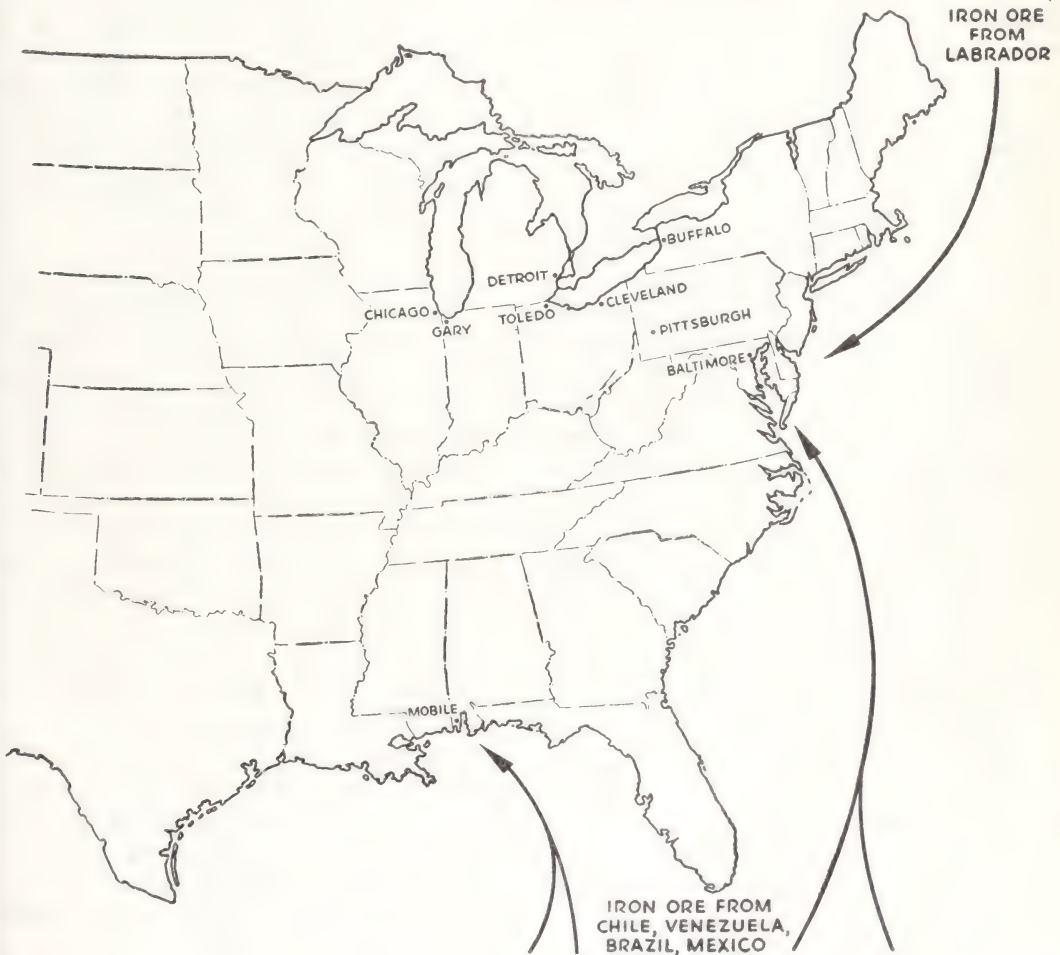 IRON ORE
FROM
LABRADOR
BUFFALO
DETROIT
CLEVELAND
CHICAGO
GARY
TOLEDO
PITTSBURGH
BALTIMORE
MOBILE
IRON ORE FROM
CHILE, VENEZUELA,
BRAZIL, MEXICO